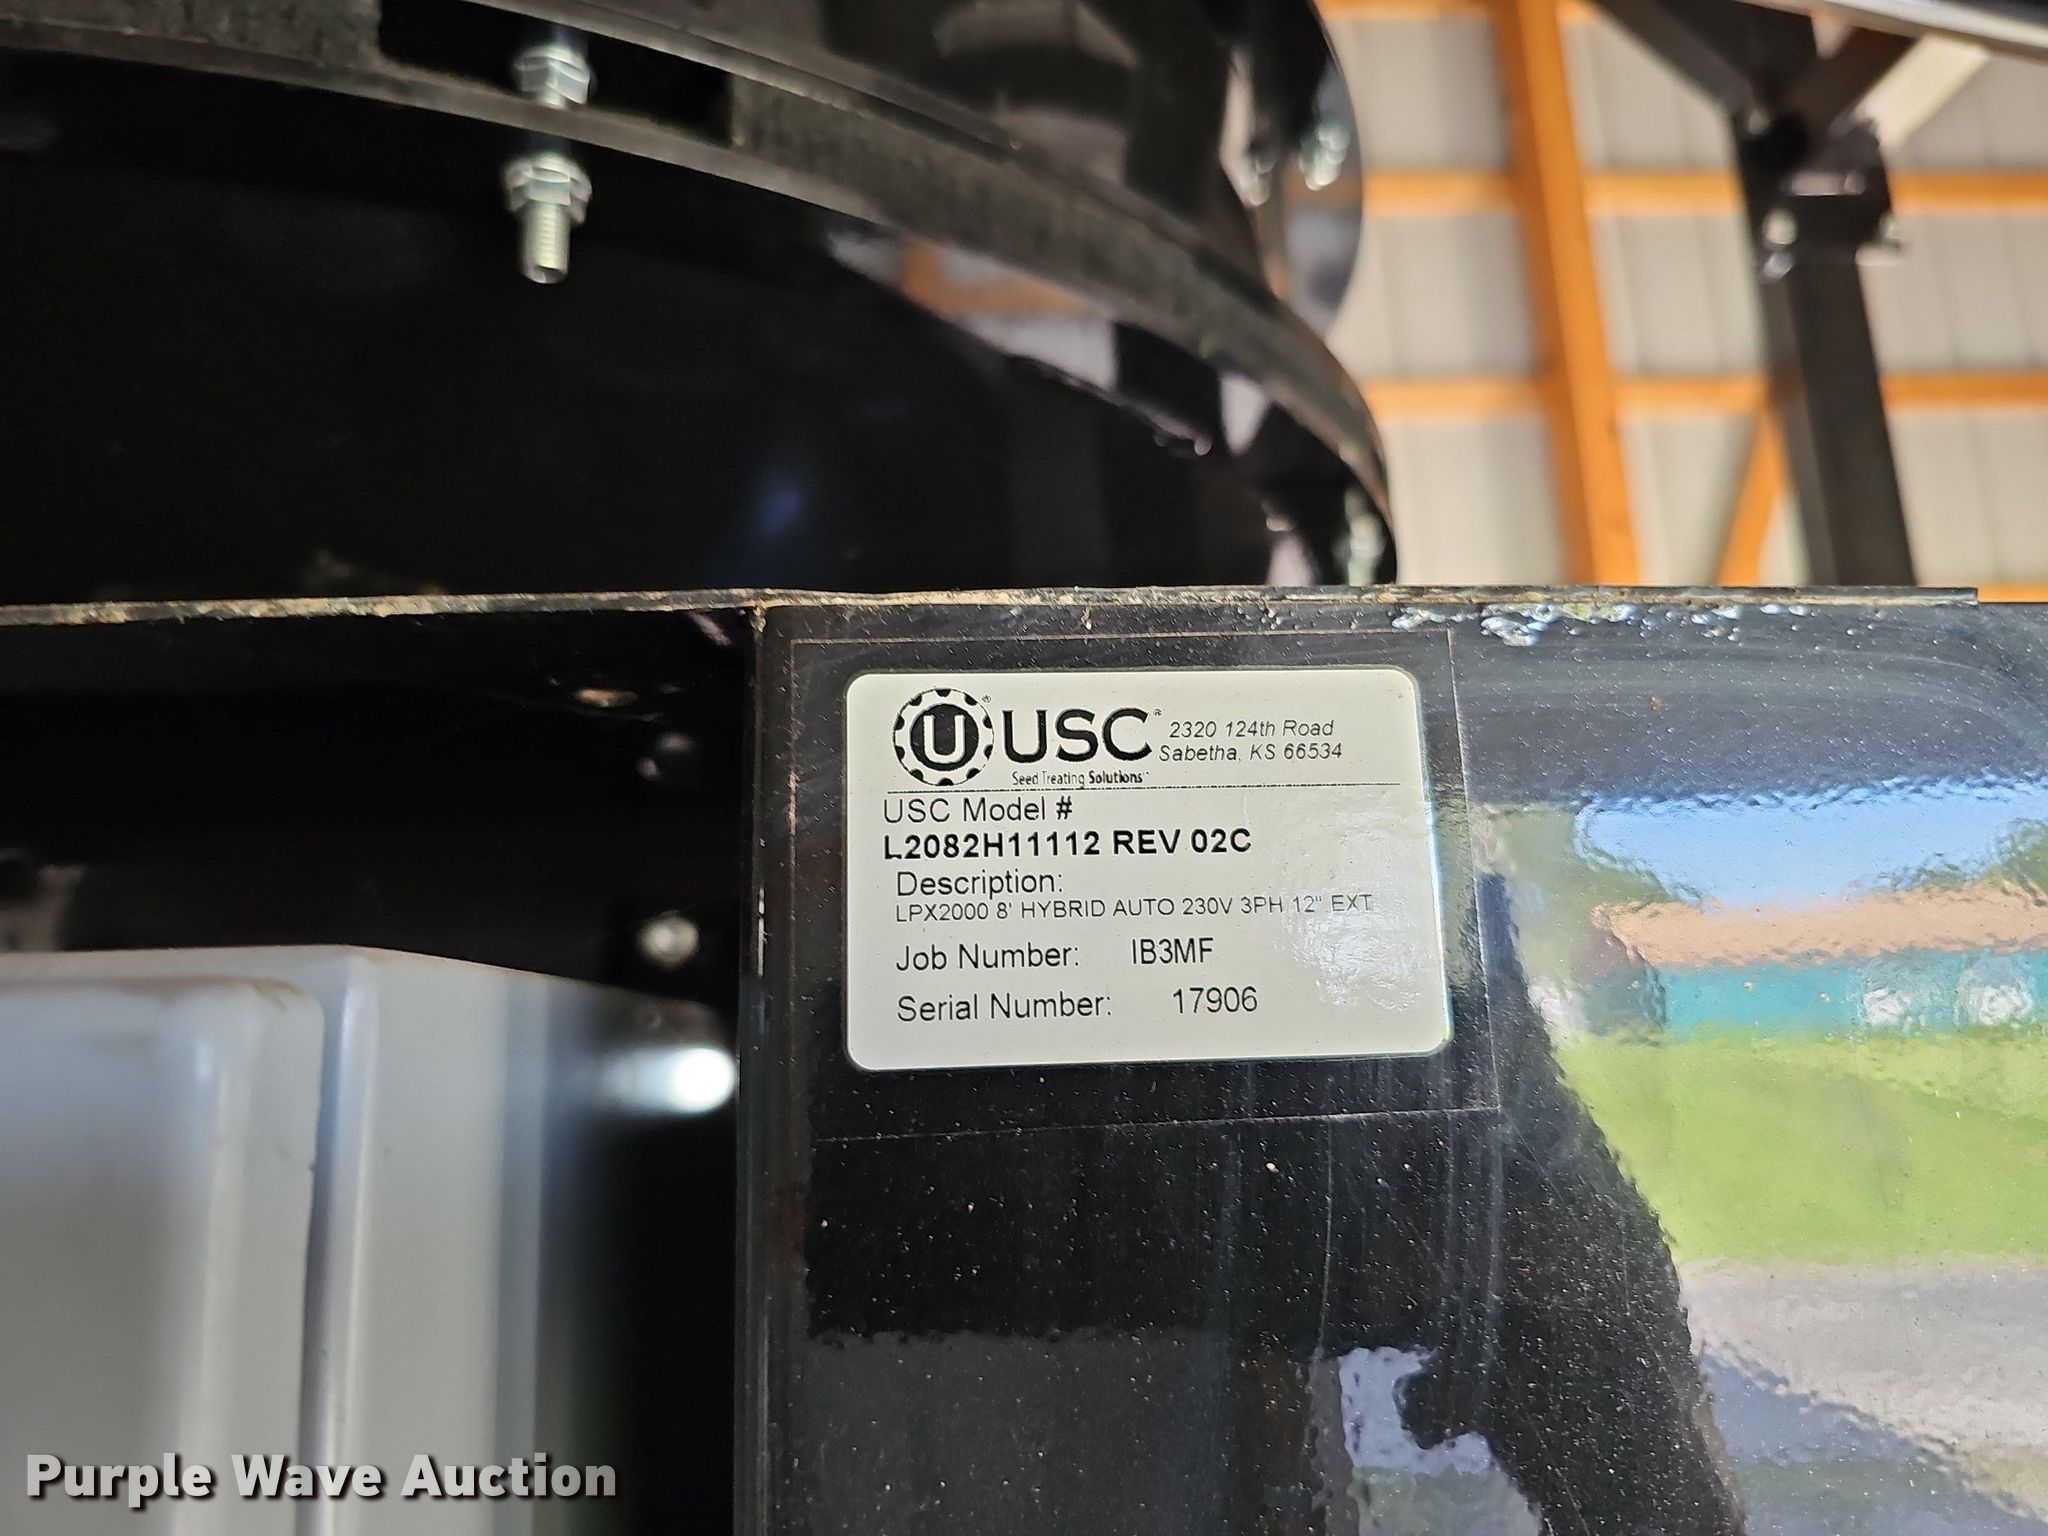 U® USC® 2320 124th Road
Sabetha, KS 66534
Seed Treating Solutions™
USC Model #
L2082H11112 REV 02C
Description:
LPX2000 8' HYBRID AUTO 230V 3PH 12" EXT
Job Number: IB3MF
Serial Number: 17906
Purple Wave Auction